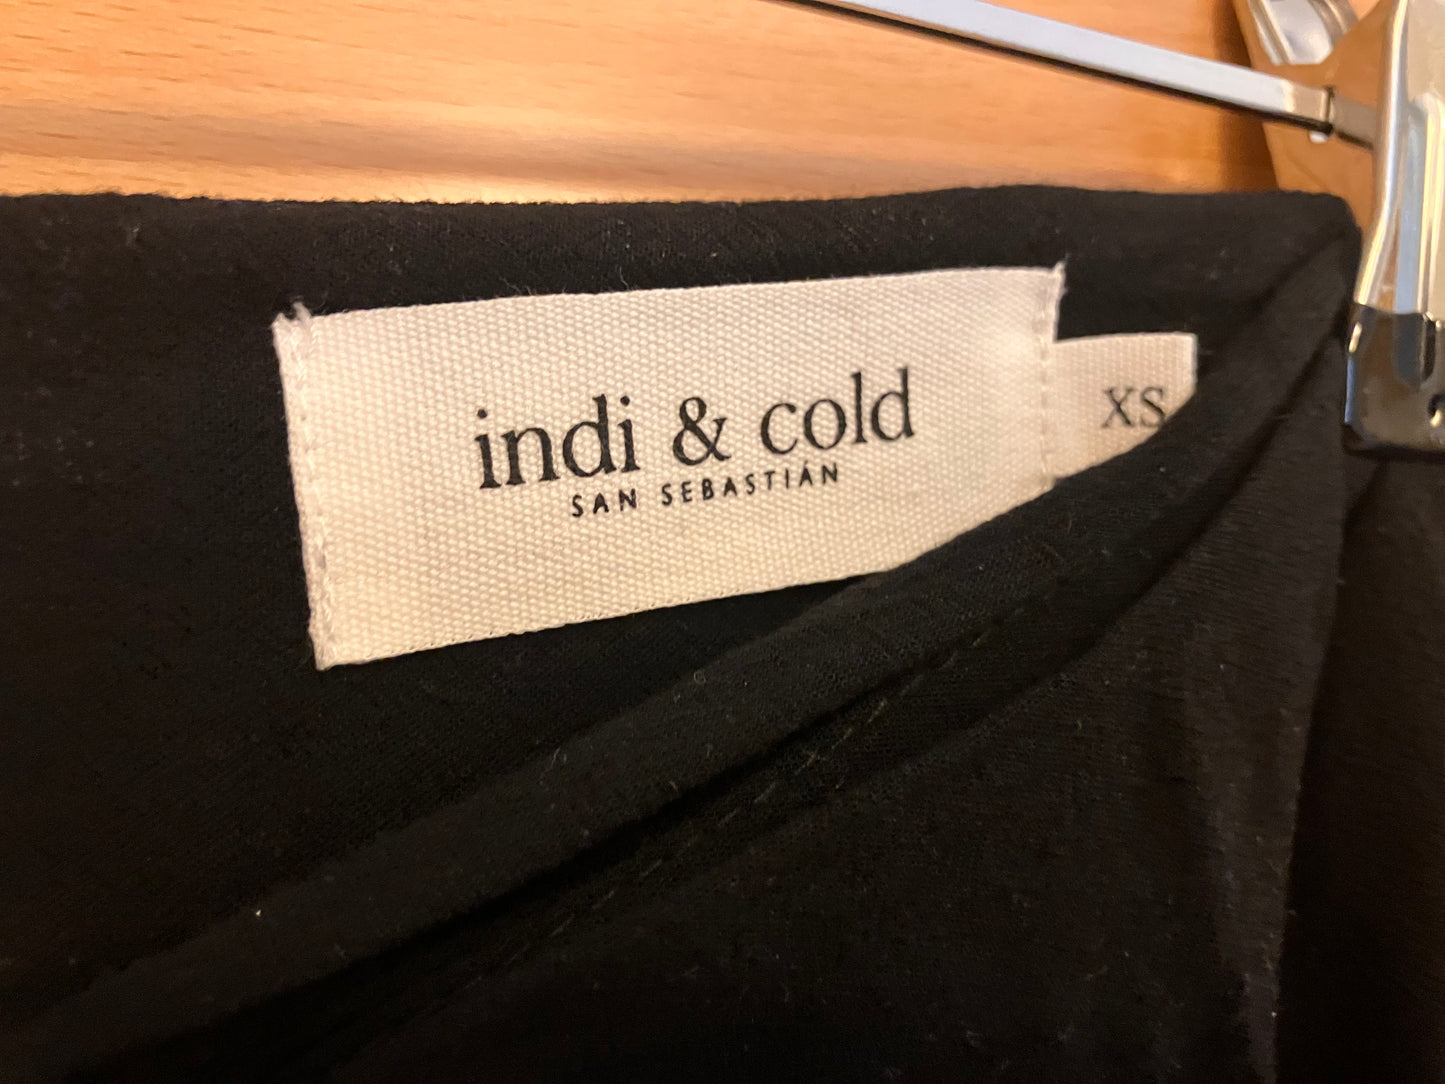 indi & cold
SAN SEBASTIÁN
XS